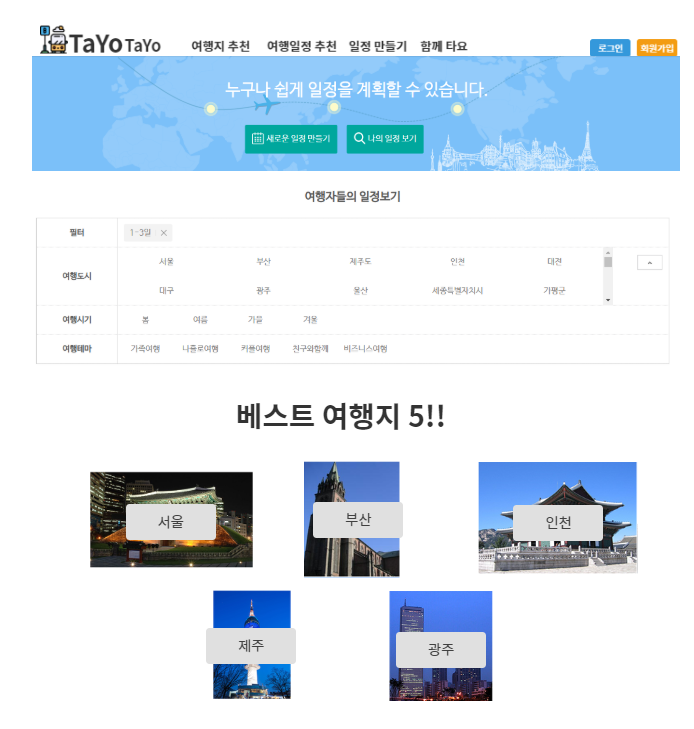 TaYo TaYo 여행지 추천 여행일정 추천 일정 만들기 함께 타요 로그인 회원가입
누구나 쉽게 일정을 계획할 수 있습니다.
새로운 일정 만들기 나의 일정 보기
여행자들의 일정보기
필터 1-3일 ×
여행도시 서울 부산 제주도 인천 대전
대구 광주 울산 세종특별자치시 가평군
여행시기 봄 여름 가을 겨울
여행테마 가족여행 나홀로여행 커플여행 친구와함께 비즈니스여행
베스트 여행지 5!!
서울 부산 인천
제주 광주